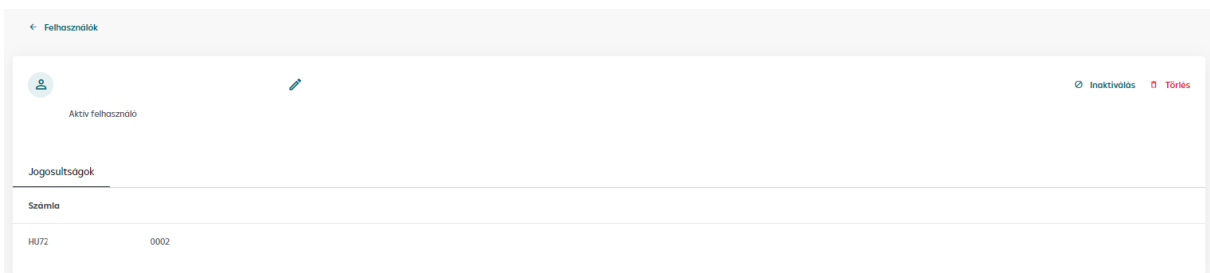 ← Felhasználók
Inaktiválás Törlés
Aktív felhasználó
Jogosultságok
Számla
HU72 0002